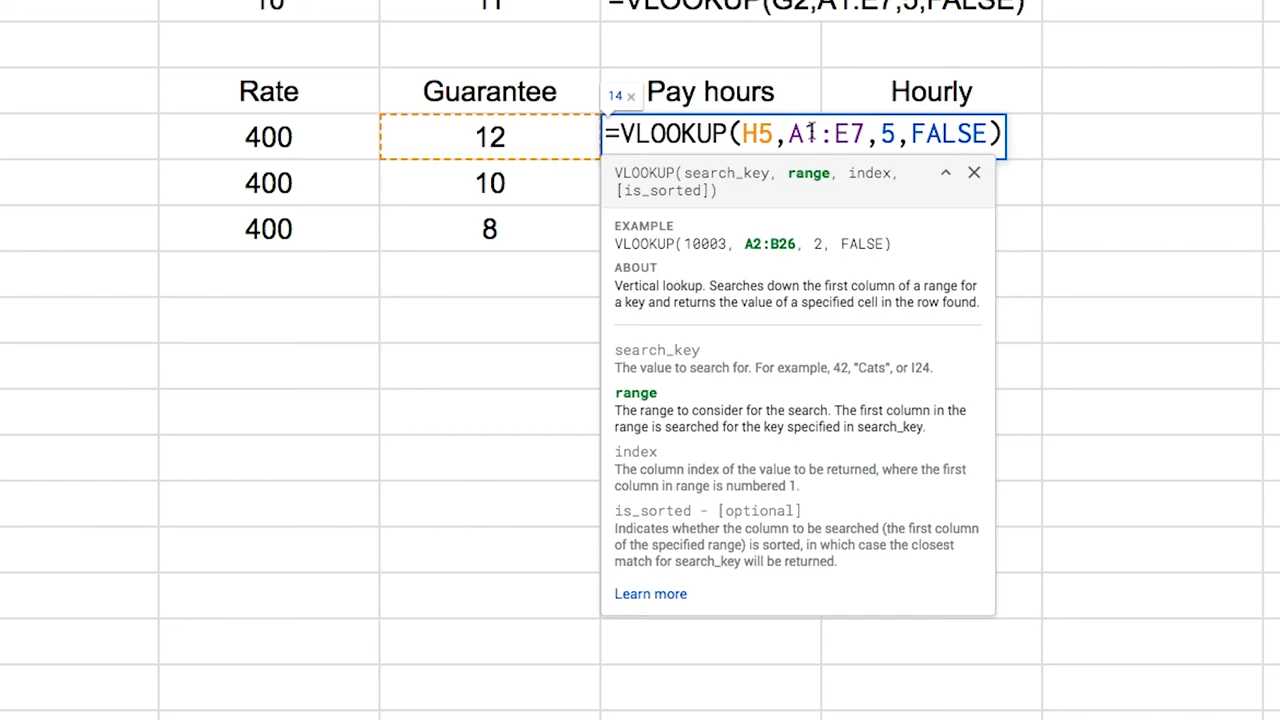 10 11 =VLOOKUP(G2,A1:E7,5,FALSE)
Rate Guarantee Pay hours Hourly
14 ×
400 12 =VLOOKUP(H5,A1:E7,5,FALSE)
400 10
400 8
VLOOKUP(search_key, range, index,
[is_sorted])
EXAMPLE
VLOOKUP(10003, A2:B26, 2, FALSE)
ABOUT
Vertical lookup. Searches down the first column of a range for
a key and returns the value of a specified cell in the row found.
search_key
The value to search for. For example, 42, "Cats", or I24.
range
The range to consider for the search. The first column in the
range is searched for the key specified in search_key.
index
The column index of the value to be returned, where the first
column in range is numbered 1.
is_sorted - [optional]
Indicates whether the column to be searched (the first column
of the specified range) is sorted, in which case the closest
match for search_key will be returned.
Learn more